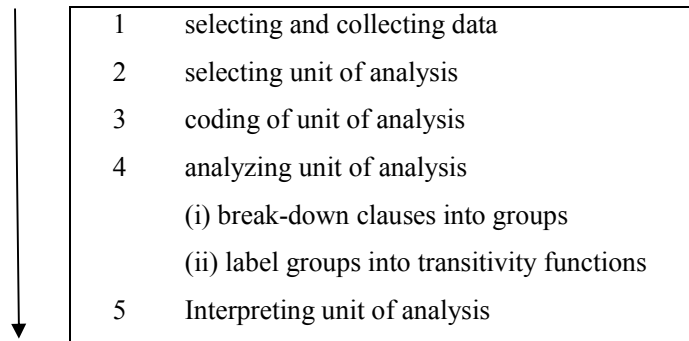 1 selecting and collecting data
2 selecting unit of analysis
3 coding of unit of analysis
4 analyzing unit of analysis
(i) break-down clauses into groups
(ii) label groups into transitivity functions
5 Interpreting unit of analysis